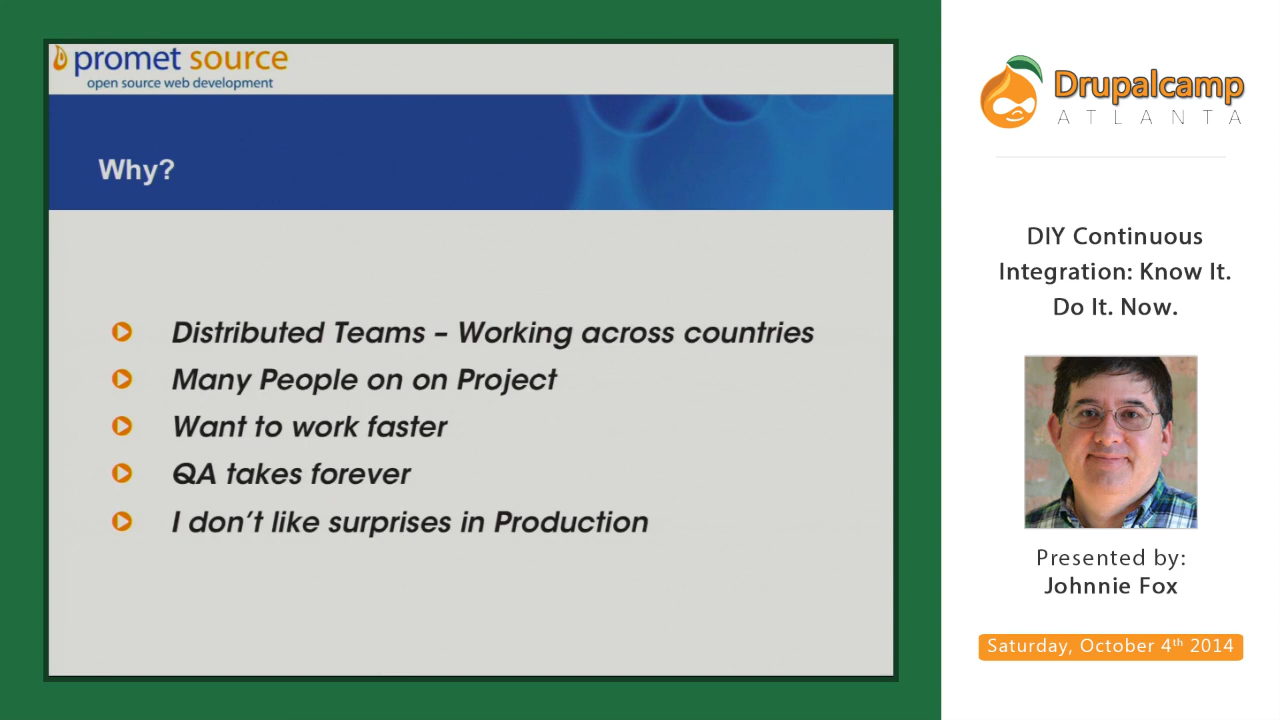 promet source
open source web development
Why?
Distributed Teams – Working across countries
Many People on on Project
Want to work faster
QA takes forever
I don't like surprises in Production
Drupalcamp
ATLANTA
DIY Continuous
Integration: Know It.
Do It. Now.
Presented by:
Johnnie Fox
Saturday, October 4th 2014